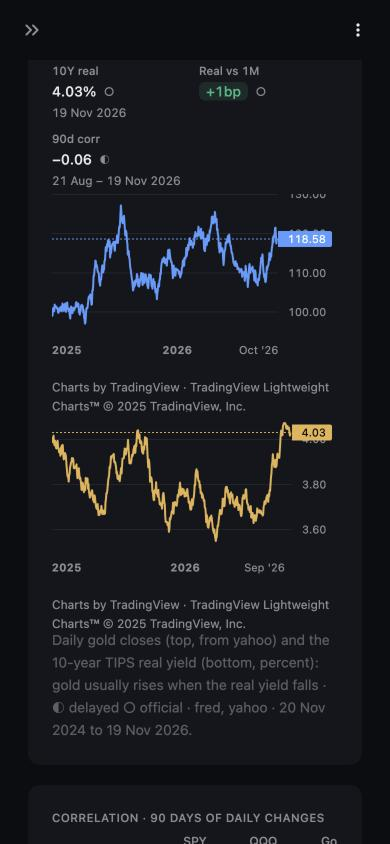 10Y real
Real vs 1M
4.03%
+1bp
19 Nov 2026
90d corr
−0.06
21 Aug – 19 Nov 2026
130.00
118.58
110.00
100.00
2025
2026
Oct '26
Charts by TradingView · TradingView Lightweight
Charts™ © 2025 TradingView, Inc.
4.03
3.80
3.60
2025
2026
Sep '26
Charts by TradingView · TradingView Lightweight
Charts™ © 2025 TradingView, Inc.
Daily gold closes (top, from yahoo) and the
10-year TIPS real yield (bottom, percent):
gold usually rises when the real yield falls ·
◐ delayed ○ official · fred, yahoo · 20 Nov
2024 to 19 Nov 2026.
CORRELATION · 90 DAYS OF DAILY CHANGES
SPY
QQQ